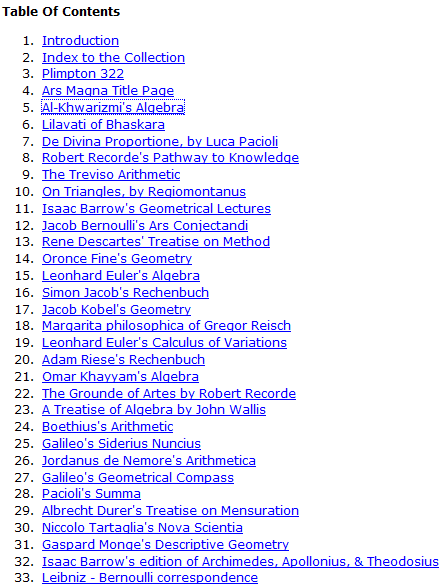 Table Of Contents
1. Introduction
2. Index to the Collection
3. Plimpton 322
4. Ars Magna Title Page
5. Al-Khwarizmi's Algebra
6. Lilavati of Bhaskara
7. De Divina Proportione, by Luca Pacioli
8. Robert Recorde's Pathway to Knowledge
9. The Treviso Arithmetic
10. On Triangles, by Regiomontanus
11. Isaac Barrow's Geometrical Lectures
12. Jacob Bernoulli's Ars Conjectandi
13. Rene Descartes' Treatise on Method
14. Oronce Fine's Geometry
15. Leonhard Euler's Algebra
16. Simon Jacob's Rechenbuch
17. Jacob Kobel's Geometry
18. Margarita philosophica of Gregor Reisch
19. Leonhard Euler's Calculus of Variations
20. Adam Riese's Rechenbuch
21. Omar Khayyam's Algebra
22. The Grounde of Artes by Robert Recorde
23. A Treatise of Algebra by John Wallis
24. Boethius's Arithmetic
25. Galileo's Siderius Nuncius
26. Jordanus de Nemore's Arithmetica
27. Galileo's Geometrical Compass
28. Pacioli's Summa
29. Albrecht Durer's Treatise on Mensuration
30. Niccolo Tartaglia's Nova Scientia
31. Gaspard Monge's Descriptive Geometry
32. Isaac Barrow's edition of Archimedes, Apollonius, & Theodosius
33. Leibniz - Bernoulli correspondence